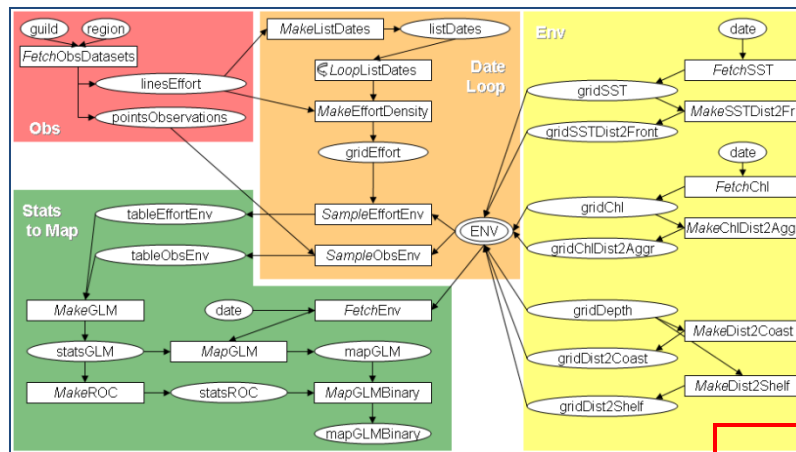 guild
region
FetchObsDatasets
linesEffort
pointsObservations
Obs
MakeListDates
listDates
LoopListDates
Date
Loop
MakeEffortDensity
gridEffort
SampleEffortEnv
SampleObsEnv
ENV
Env
date
FetchSST
gridSST
MakeSSTDist2Fr
gridSSTDist2Front
date
FetchChl
gridChl
MakeChlDist2Aggr
gridChlDist2Aggr
gridDepth
MakeDist2Coast
gridDist2Coast
MakeDist2Shelf
gridDist2Shelf
Stats
to Map
tableEffortEnv
tableObsEnv
MakeGLM
date
FetchEnv
statsGLM
MapGLM
mapGLM
MakeROC
statsROC
MapGLMBinary
mapGLMBinary